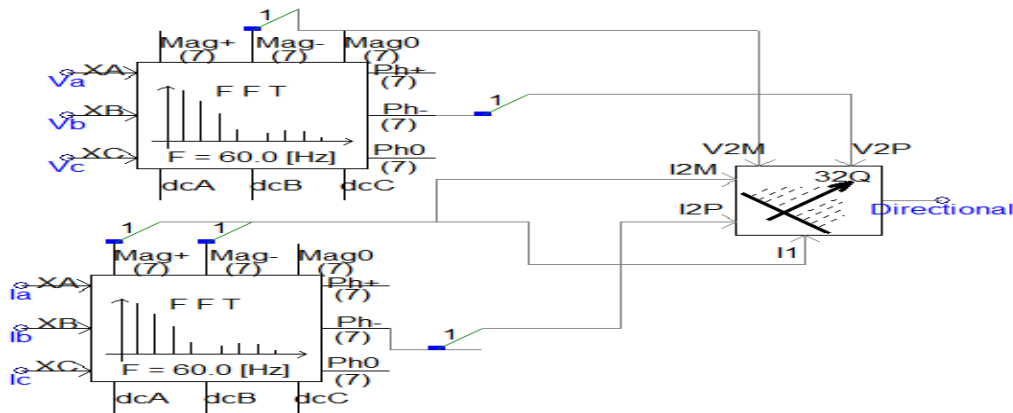 1
Mag+ Mag- Mag0
(7) (7) (7)
Va XA Ph+
(7)
F F T
Vb XB Ph- 1
(7)
Vc XC Ph0
F = 60.0 [Hz] (7)
dcA dcB dcC
V2M V2P
I2M 32Q
I2P Directional
I1
1 1
Mag+ Mag- Mag0
(7) (7) (7)
Ia XA Ph+
(7)
F F T
Ib XB Ph- 1
(7)
Ic XC Ph0
F = 60.0 [Hz] (7)
dcA dcB dcC